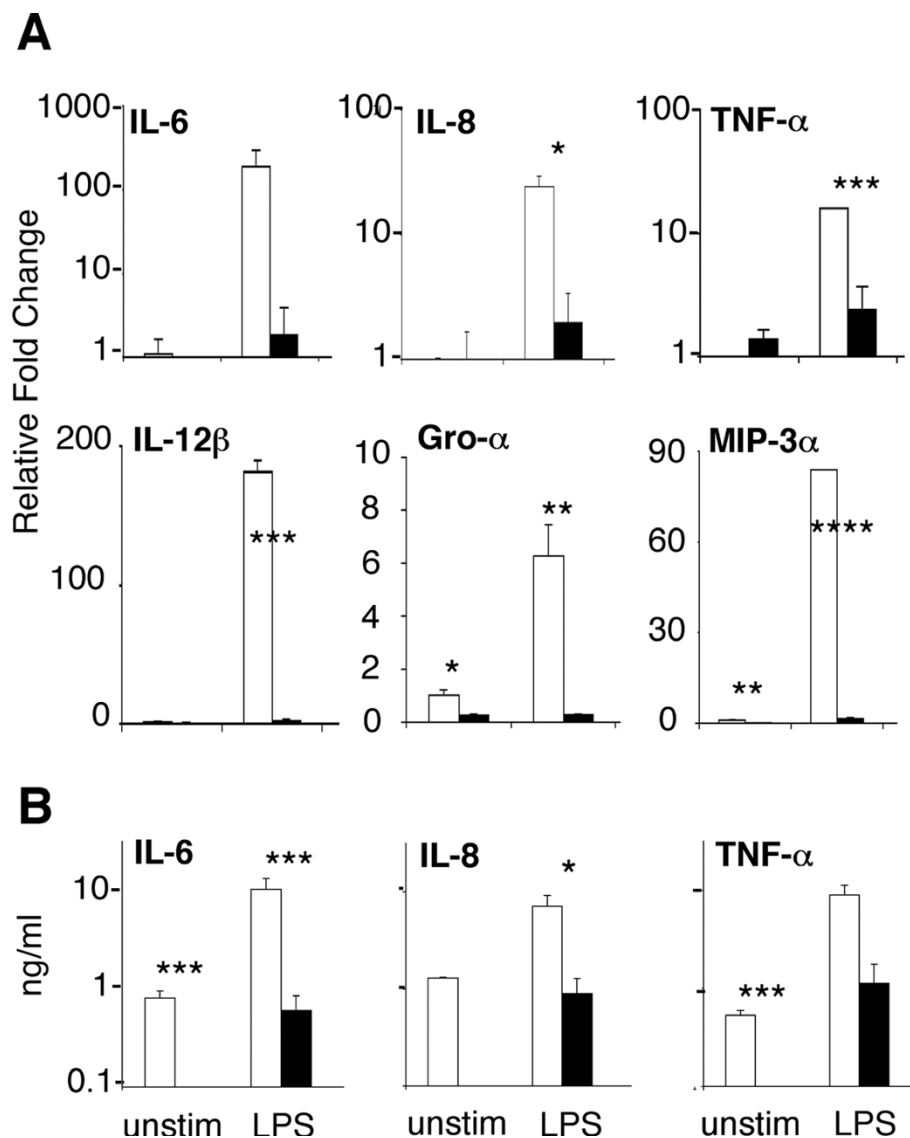 A
Relative Fold Change
IL-6
1000
100
10
1
IL-8
*
100
10
1
TNF-α
***
100
10
1
IL-12β
***
200
100
0
Gro-α
*
**
10
8
6
4
2
0
MIP-3α
**
****
90
60
30
0
B
ng/ml
IL-6
***
***
10
1
0.1
unstim LPS
IL-8
*
unstim LPS
TNF-α
***
unstim LPS